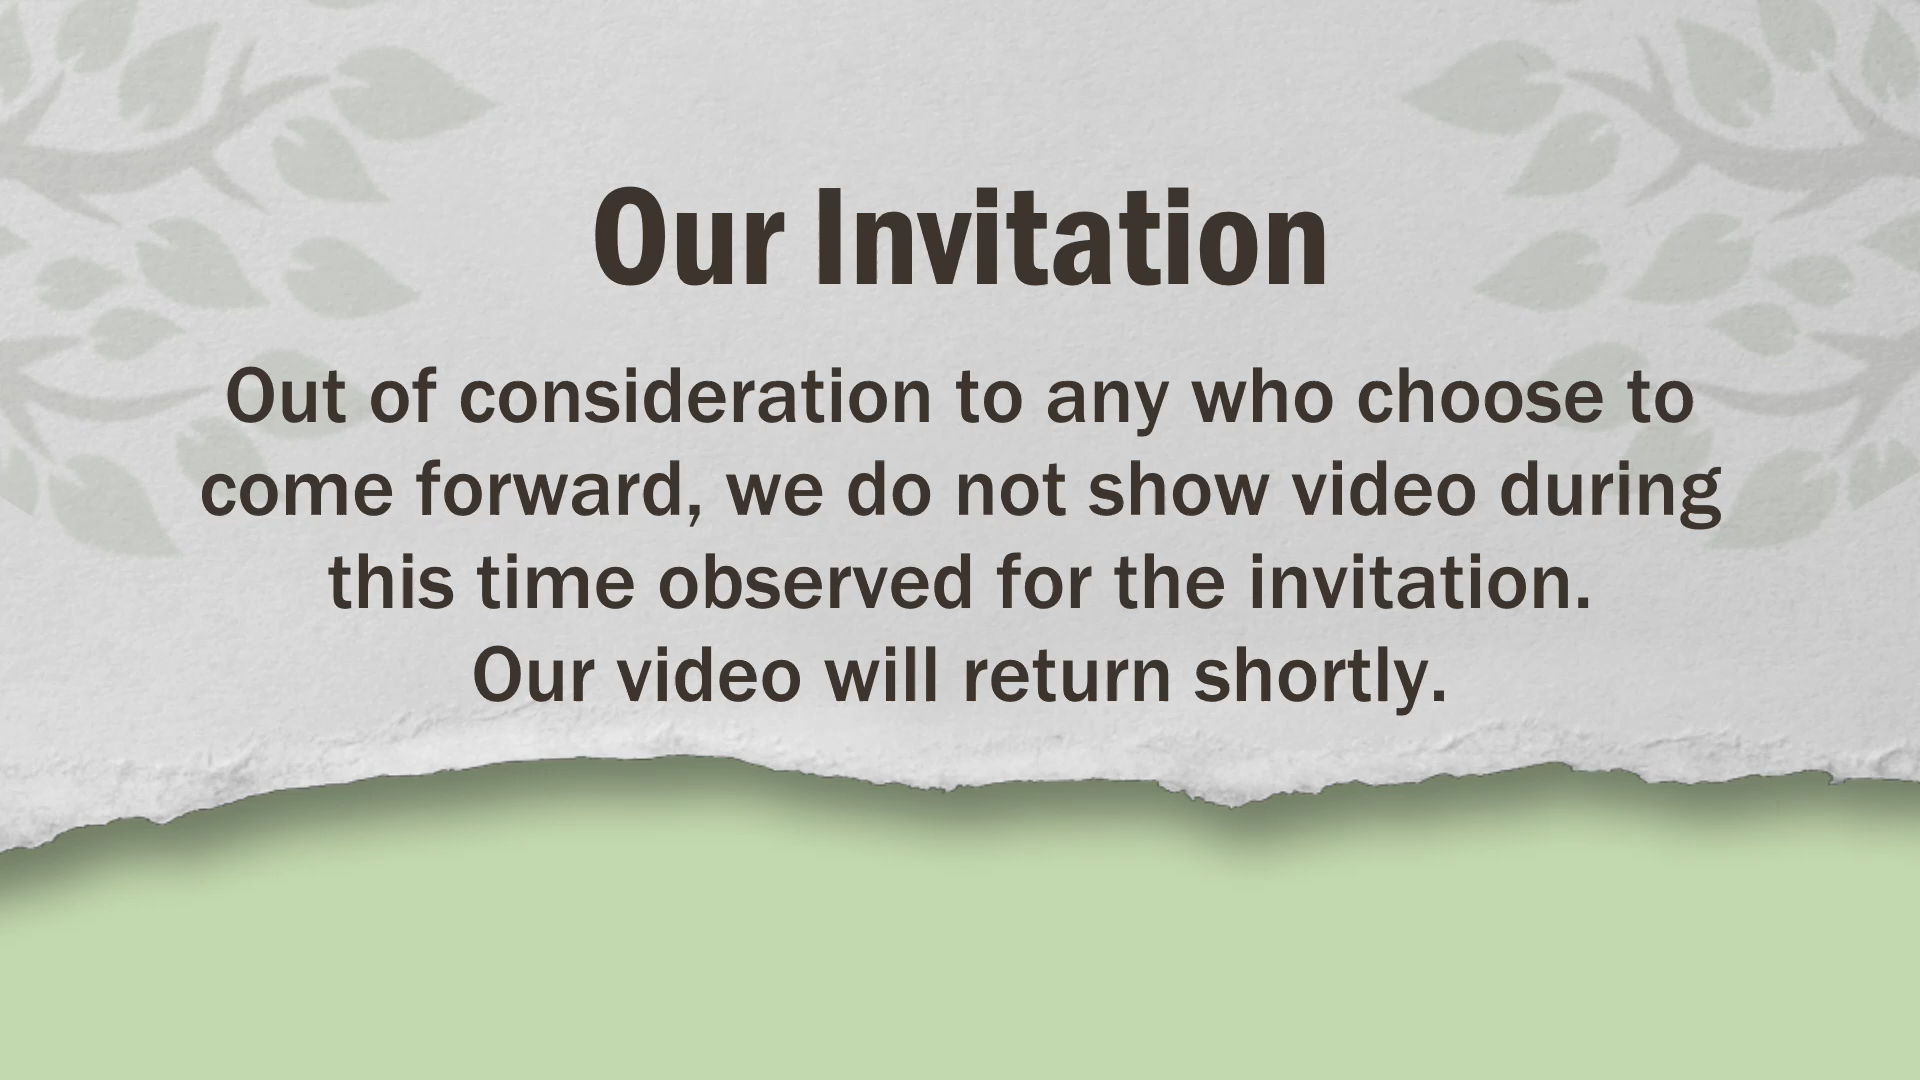 Our Invitation
Out of consideration to any who choose to
come forward, we do not show video during
this time observed for the invitation.
Our video will return shortly.